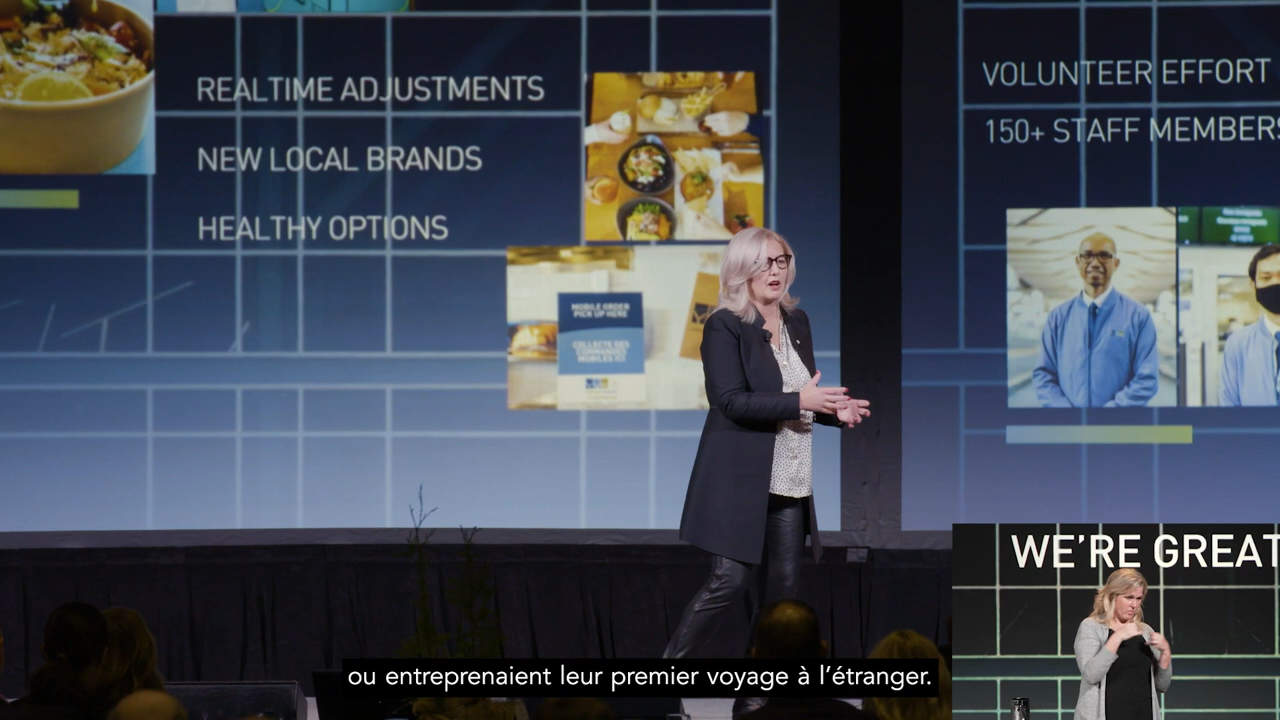 REALTIME ADJUSTMENTS
NEW LOCAL BRANDS
HEALTHY OPTIONS
VOLUNTEER EFFORT
150+ STAFF MEMBERS
MOBILE ORDER
PICK UP HERE
COLLECTE DES
COMMANDES
MOBILES ICI
WE'RE GREAT
ou entreprenaient leur premier voyage à l'étranger.